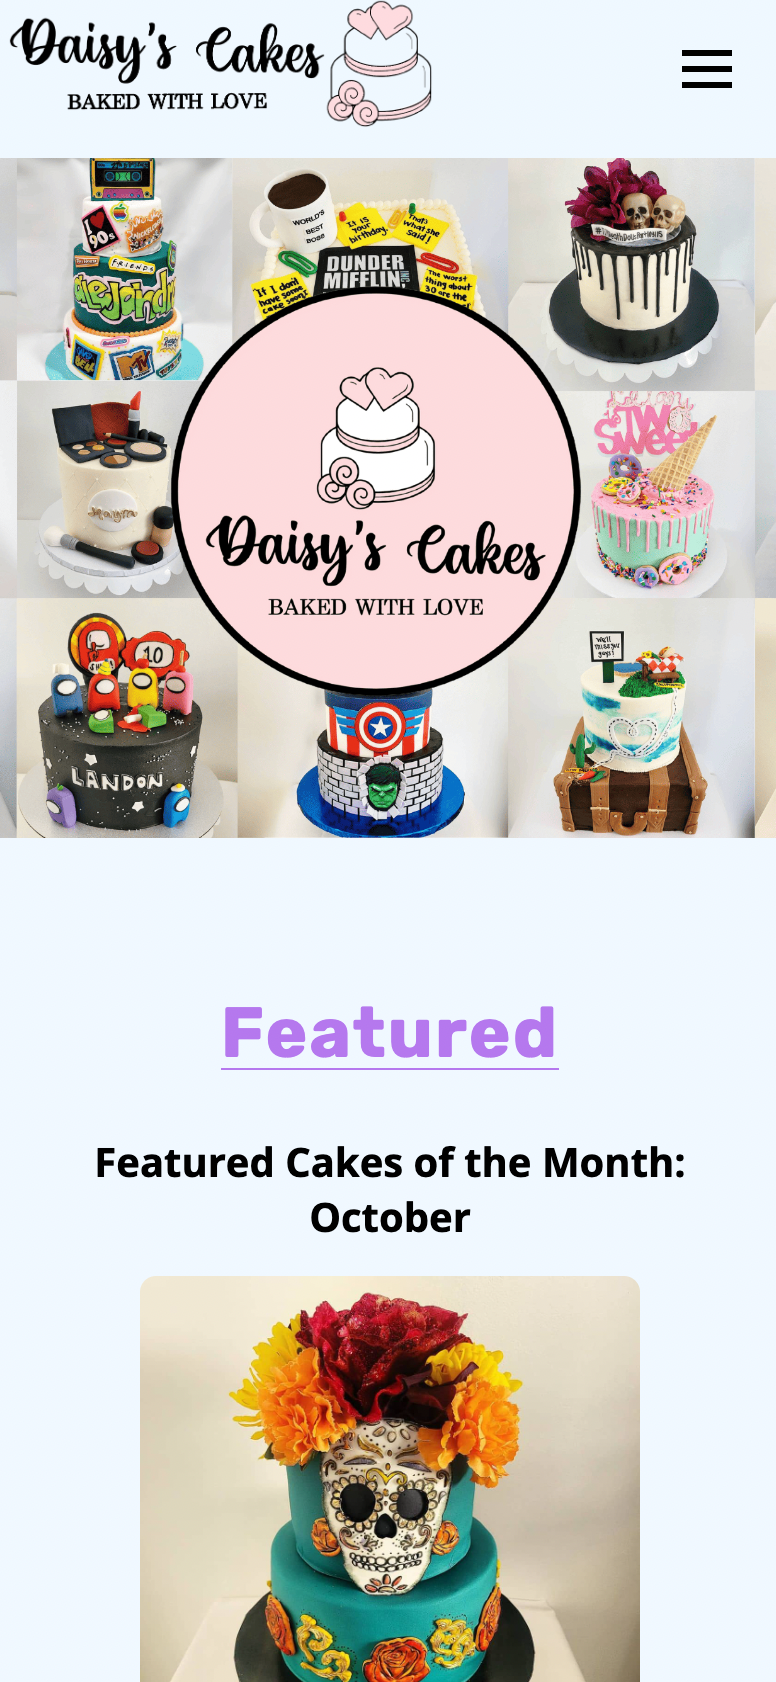 Daisy's Cakes
BAKED WITH LOVE
I
90s
FRIENDS
MTV
WORLD'S
BEST
BOSS
It IS
your
birthday.
That's
what she
said!
DUNDER
MIFFLIN INC
If I don't
have some
cake soon
The worst
thing about
30 are the
TWO
Sweet
Daisy's Cakes
BAKED WITH LOVE
10
LANDON
We'll
miss you
guys!
Featured
Featured Cakes of the Month:
October